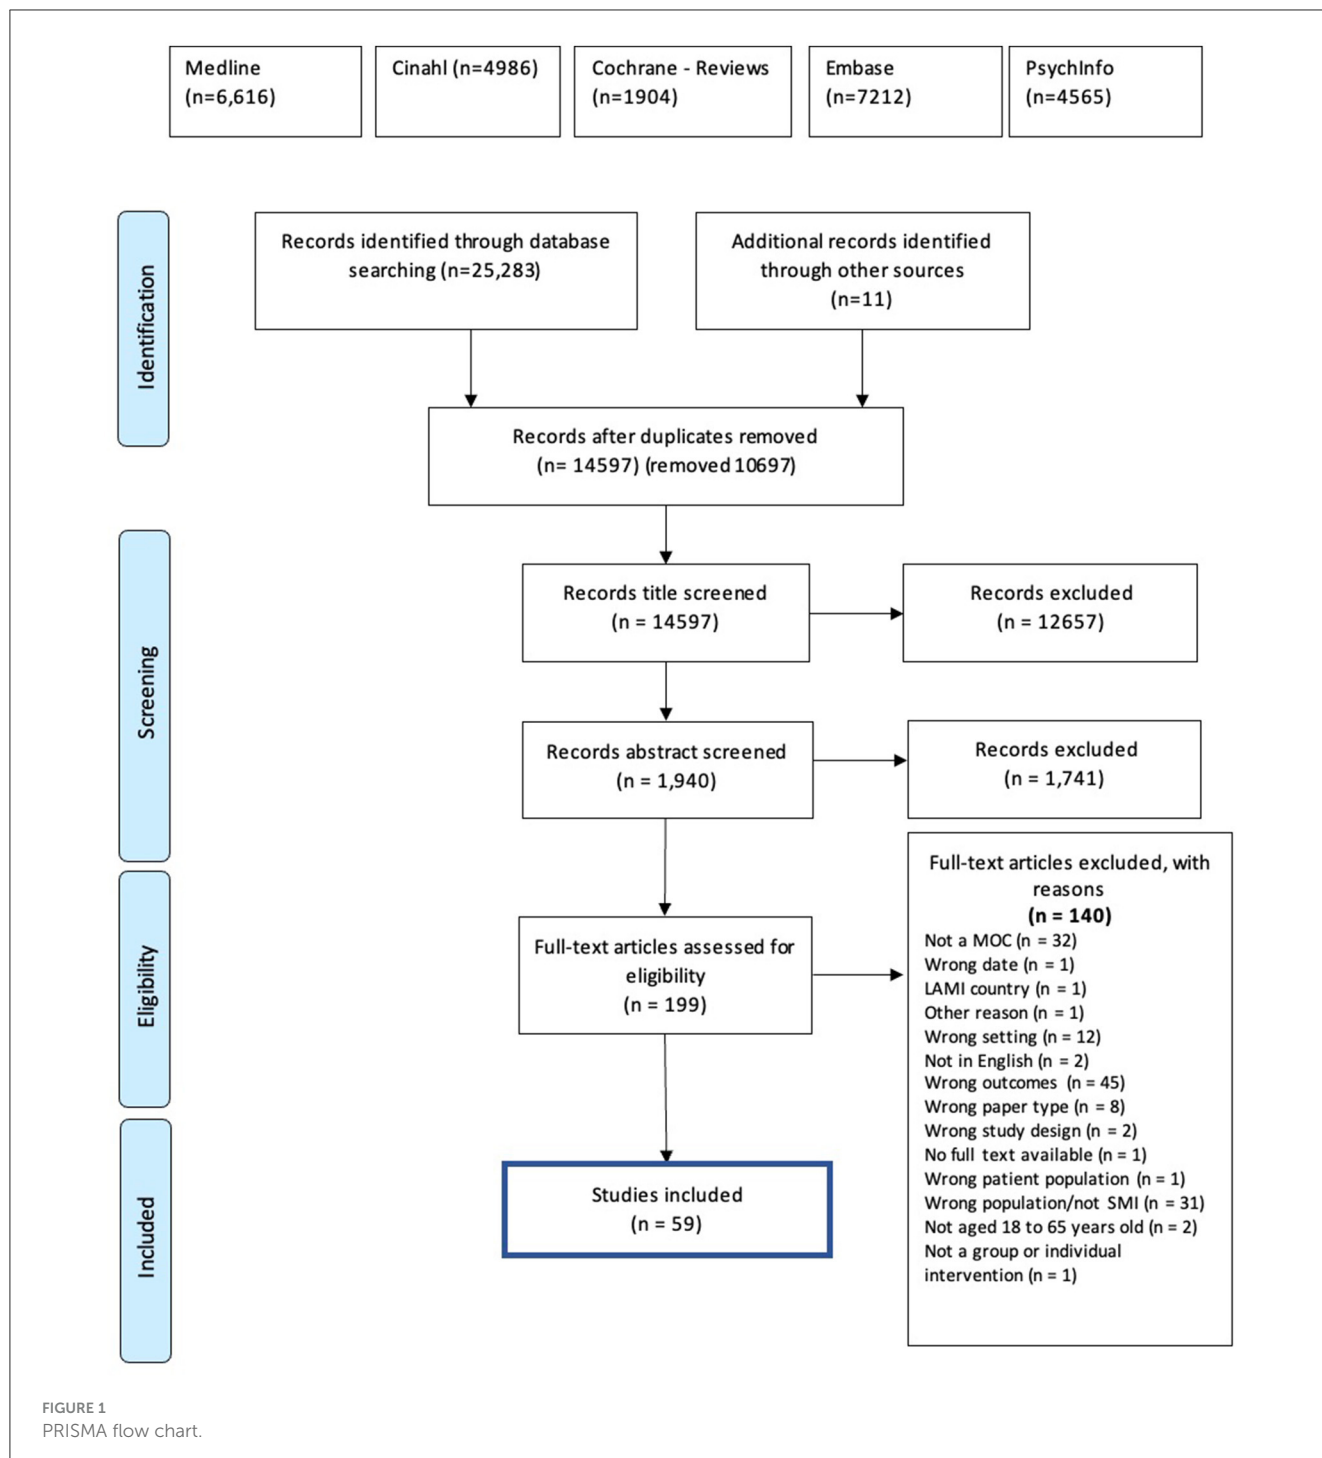 Medline
(n=6,616)
Cinahl (n=4986)
Cochrane - Reviews
(n=1904)
Embase
(n=7212)
PsychInfo
(n=4565)
Identification
Records identified through database
searching (n=25,283)
Additional records identified
through other sources
(n=11)
Records after duplicates removed
(n= 14597) (removed 10697)
Screening
Records title screened
(n = 14597)
Records excluded
n = 12657)
Records abstract screened
(n = 1,940)
Records excluded
(n = 1,741)
Eligibility
Full-text articles assessed for
eligibility
(n = 199)
Full-text articles excluded, with
reasons
(n = 140)
Not a MOC (n = 32)
Wrong date (n = 1)
LAMI country (n = 1)
Other reason (n = 1)
Wrong setting (n = 12)
Not in English (n = 2)
Wrong outcomes (n = 45)
Wrong paper type (n = 8)
Wrong study design (n = 2)
No full text available (n = 1)
Wrong patient population (n = 1)
Wrong population/not SMI (n = 31)
Not aged 18 to 65 years old (n = 2)
Not a group or individual
intervention (n = 1)
Included
Studies included
(n = 59)
FIGURE 1
PRISMA flow chart.